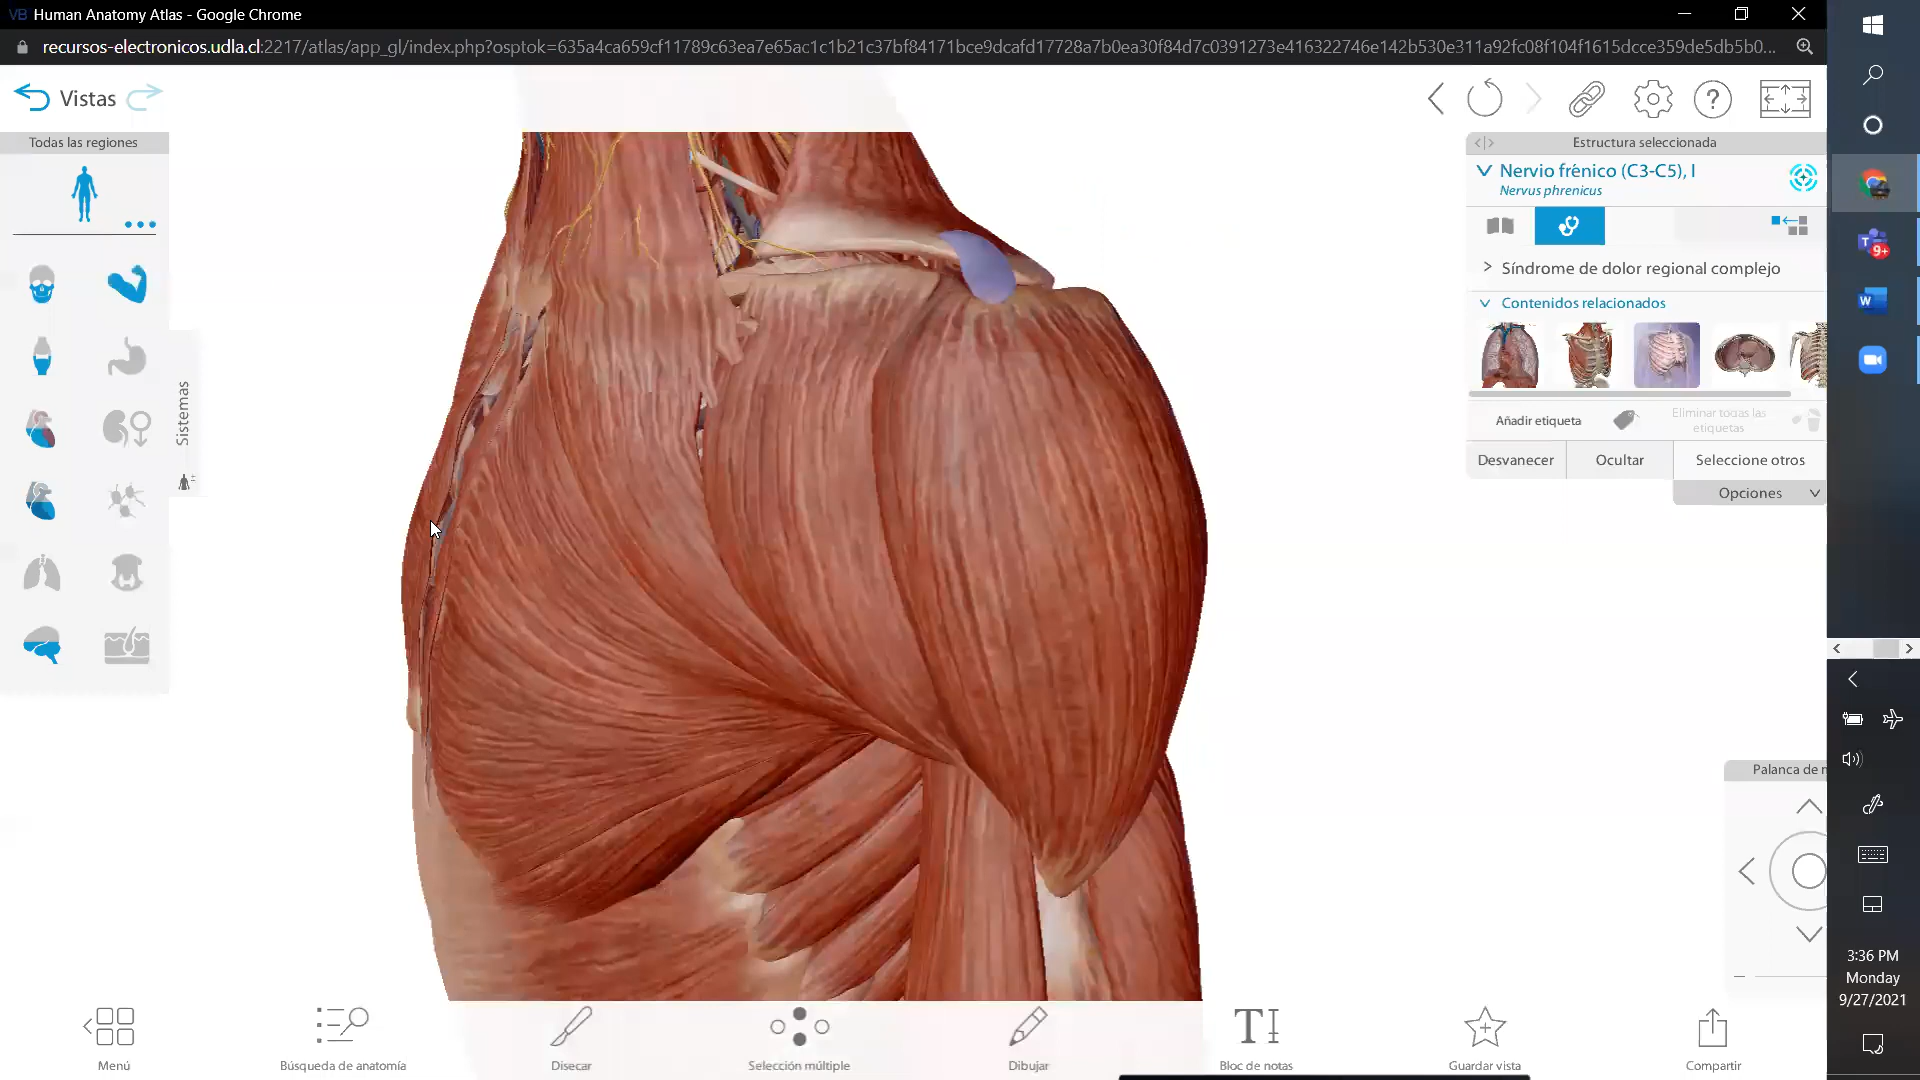 VB Human Anatomy Atlas - Google Chrome
recursos-electronicos.udla.cl:2217/atlas/app_gl/index.php?osptok=635a4ca659cf11789c63ea7e65ac1c1b21c37bf84171bce9dcafd17728a7b0ea30f84d7c0391273e416322746e142b530e311a92fc08f104f1615dcce359de5db5b0...
Vistas
Todas las regiones
Sistemas
Estructura seleccionada
Nervio frénico (C3-C5), I
Nervus phrenicus
Síndrome de dolor regional complejo
Contenidos relacionados
Añadir etiqueta
Eliminar todas las
etiquetas
Desvanecer
Ocultar
Seleccione otros
Opciones
Palanca de
9+
3:36 PM
Monday
9/27/2021
Menú
Búsqueda de anatomía
Disecar
Selección múltiple
Dibujar
Bloc de notas
Guardar vista
Compartir